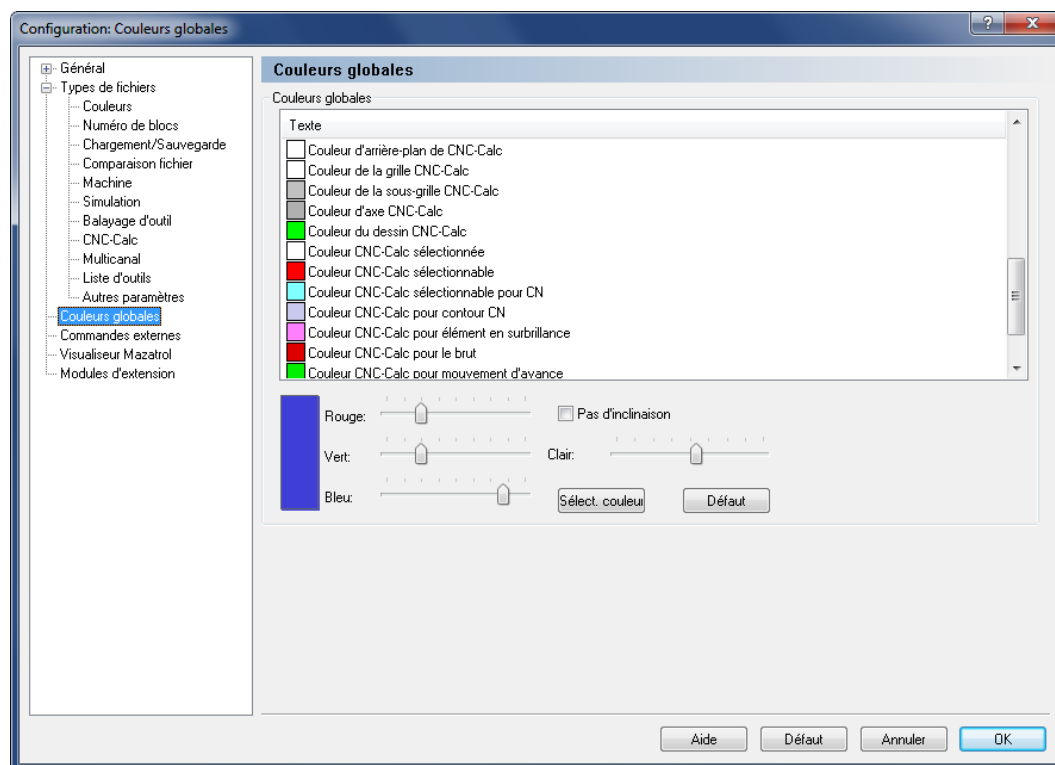 Configuration: Couleurs globales
Général
Types de fichiers
Couleurs
Numéro de blocs
Chargement/Sauvegarde
Comparaison fichier
Machine
Simulation
Balayage d'outil
CNC-Calc
Multicanal
Liste d'outils
Autres paramètres
Couleurs globales
Commandes externes
Visualiseur Mazatrol
Modules d'extension
Couleurs globales
Couleurs globales
Texte
Couleur d'arrière-plan de CNC-Calc
Couleur de la grille CNC-Calc
Couleur de la sous-grille CNC-Calc
Couleur d'axe CNC-Calc
Couleur du dessin CNC-Calc
Couleur CNC-Calc sélectionnée
Couleur CNC-Calc sélectionnable
Couleur CNC-Calc sélectionnable pour CN
Couleur CNC-Calc pour contour CN
Couleur CNC-Calc pour élément en surbrillance
Couleur CNC-Calc pour le brut
Couleur CNC-Calc pour mouvement d'avance
Rouge:
Pas d'inclinaison
Vert:
Clair:
Bleu:
Sélect. couleur
Défaut
Aide
Défaut
Annuler
OK